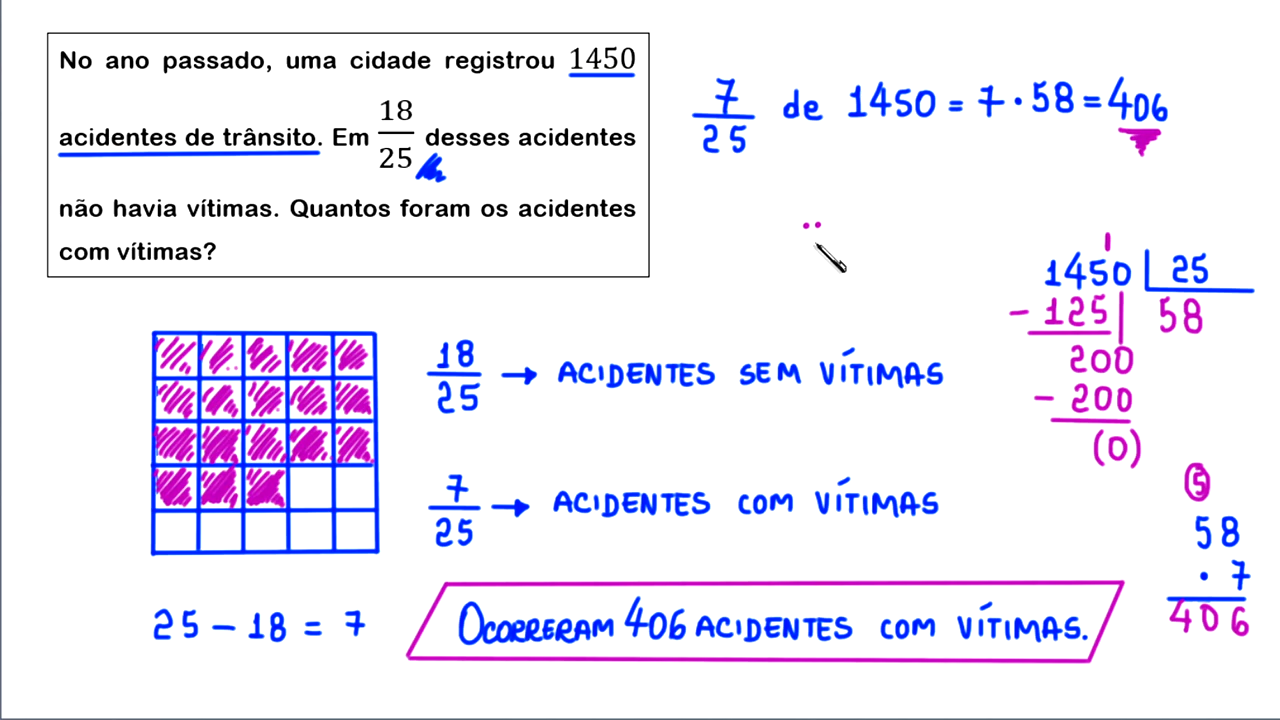 No ano passado, uma cidade registrou 1450
acidentes de trânsito. Em 18/25 desses acidentes
não havia vítimas. Quantos foram os acidentes
com vítimas?
7/25 de 1450 = 7 · 58 = 406
1
1450 | 25
- 125 58
200
- 200
(0)
18/25 → ACIDENTES SEM VÍTIMAS
7/25 → ACIDENTES COM VÍTIMAS
5
58
· 7
406
25 - 18 = 7
OCORRERAM 406 ACIDENTES COM VÍTIMAS.